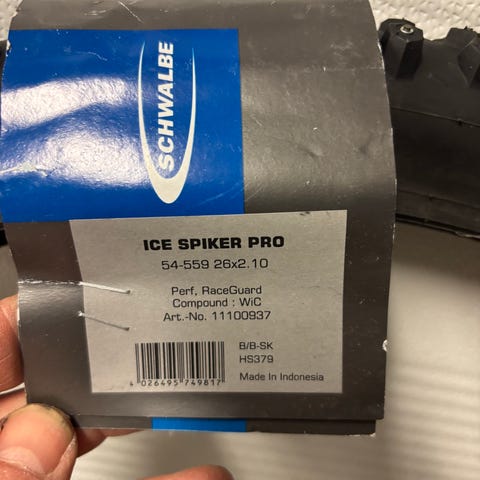 SCHWALBE
ICE SPIKER PRO
54-559 26x2.10
Perf, RaceGuard
Compound : WiC
Art.-No. 11100937
B/B-SK
HS379
Made In Indonesia
4 026495 749817